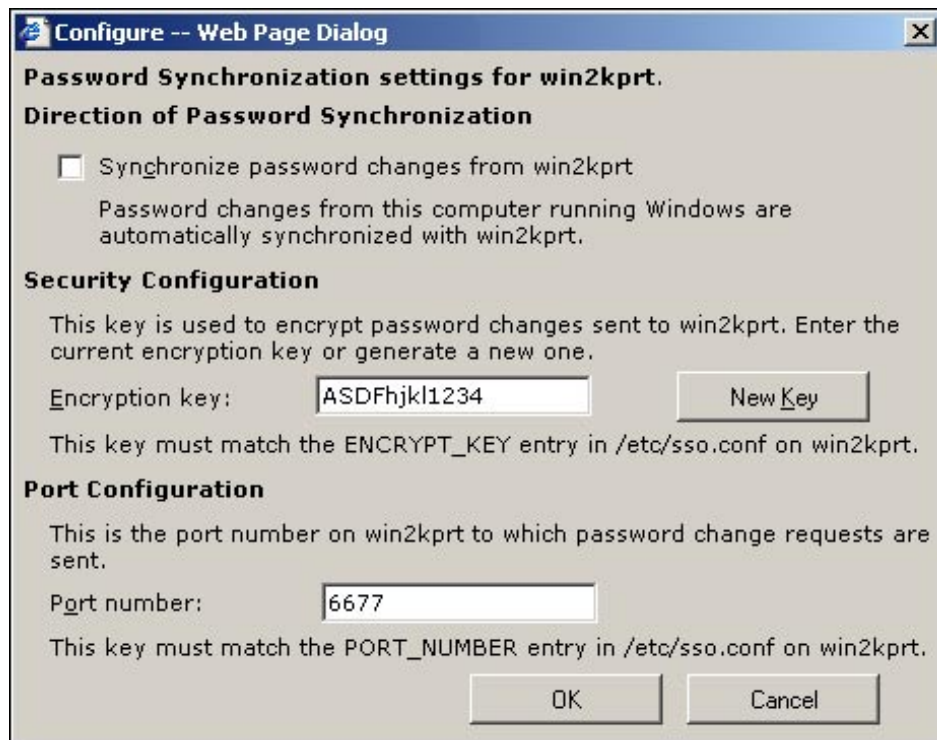 Configure -- Web Page Dialog
Password Synchronization settings for win2kprt.
Direction of Password Synchronization
Synchronize password changes from win2kprt
Password changes from this computer running Windows are
automatically synchronized with win2kprt.
Security Configuration
This key is used to encrypt password changes sent to win2kprt. Enter the
current encryption key or generate a new one.
Encryption key: ASDFhjkl1234 New Key
This key must match the ENCRYPT_KEY entry in /etc/sso.conf on win2kprt.
Port Configuration
This is the port number on win2kprt to which password change requests are
sent.
Port number: 6677
This key must match the PORT_NUMBER entry in /etc/sso.conf on win2kprt.
OK Cancel